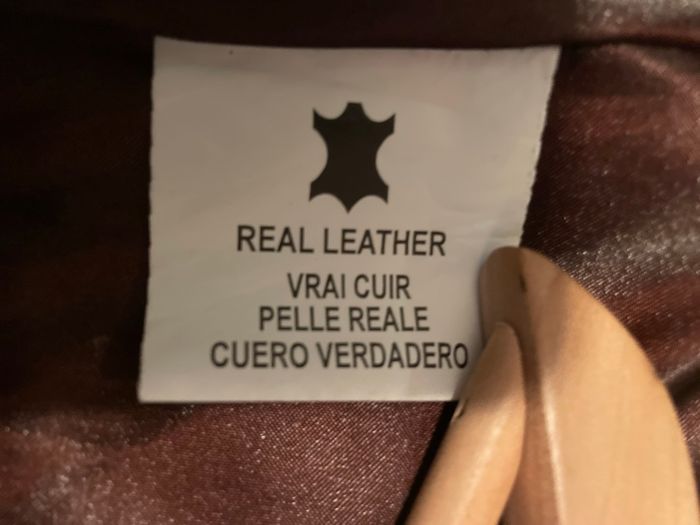 REAL LEATHER
VRAI CUIR
PELLE REALE
CUERO VERDADERO